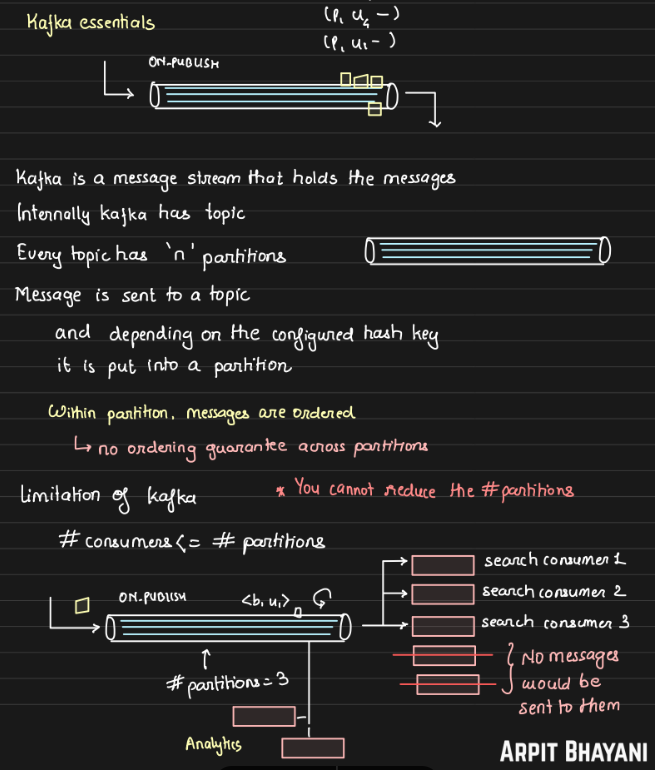 Kafka essentials
(P, u4 -)
(P, u1 - )
ON-PUBLISH
Kafka is a message stream that holds the messages
Internally kafka has topic
Every topic has 'n' partitions
Message is sent to a topic
and depending on the configured hash key
it is put into a partition
Within partition, messages are ordered
↳ no ordering guarantee across partitions
Limitation of kafka
* You cannot reduce the # partitions
# consumers <= # partitions
ON-PUBLISH
<b, u1>
search consumer 1
search consumer 2
search consumer 3
# partitions = 3
No messages
would be
sent to them
Analytics
ARPIT BHAYANI